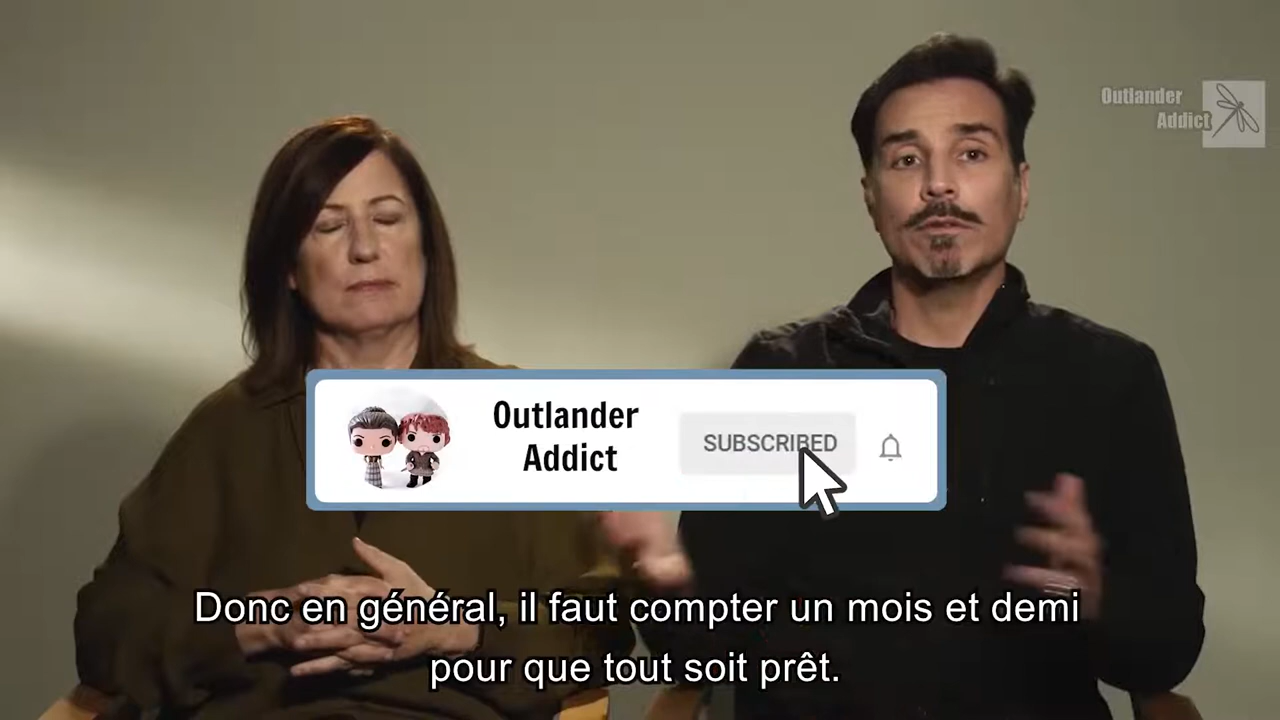 Outlander
Addict
Outlander
Addict
SUBSCRIBED
Donc en général, il faut compter un mois et demi
pour que tout soit prêt.